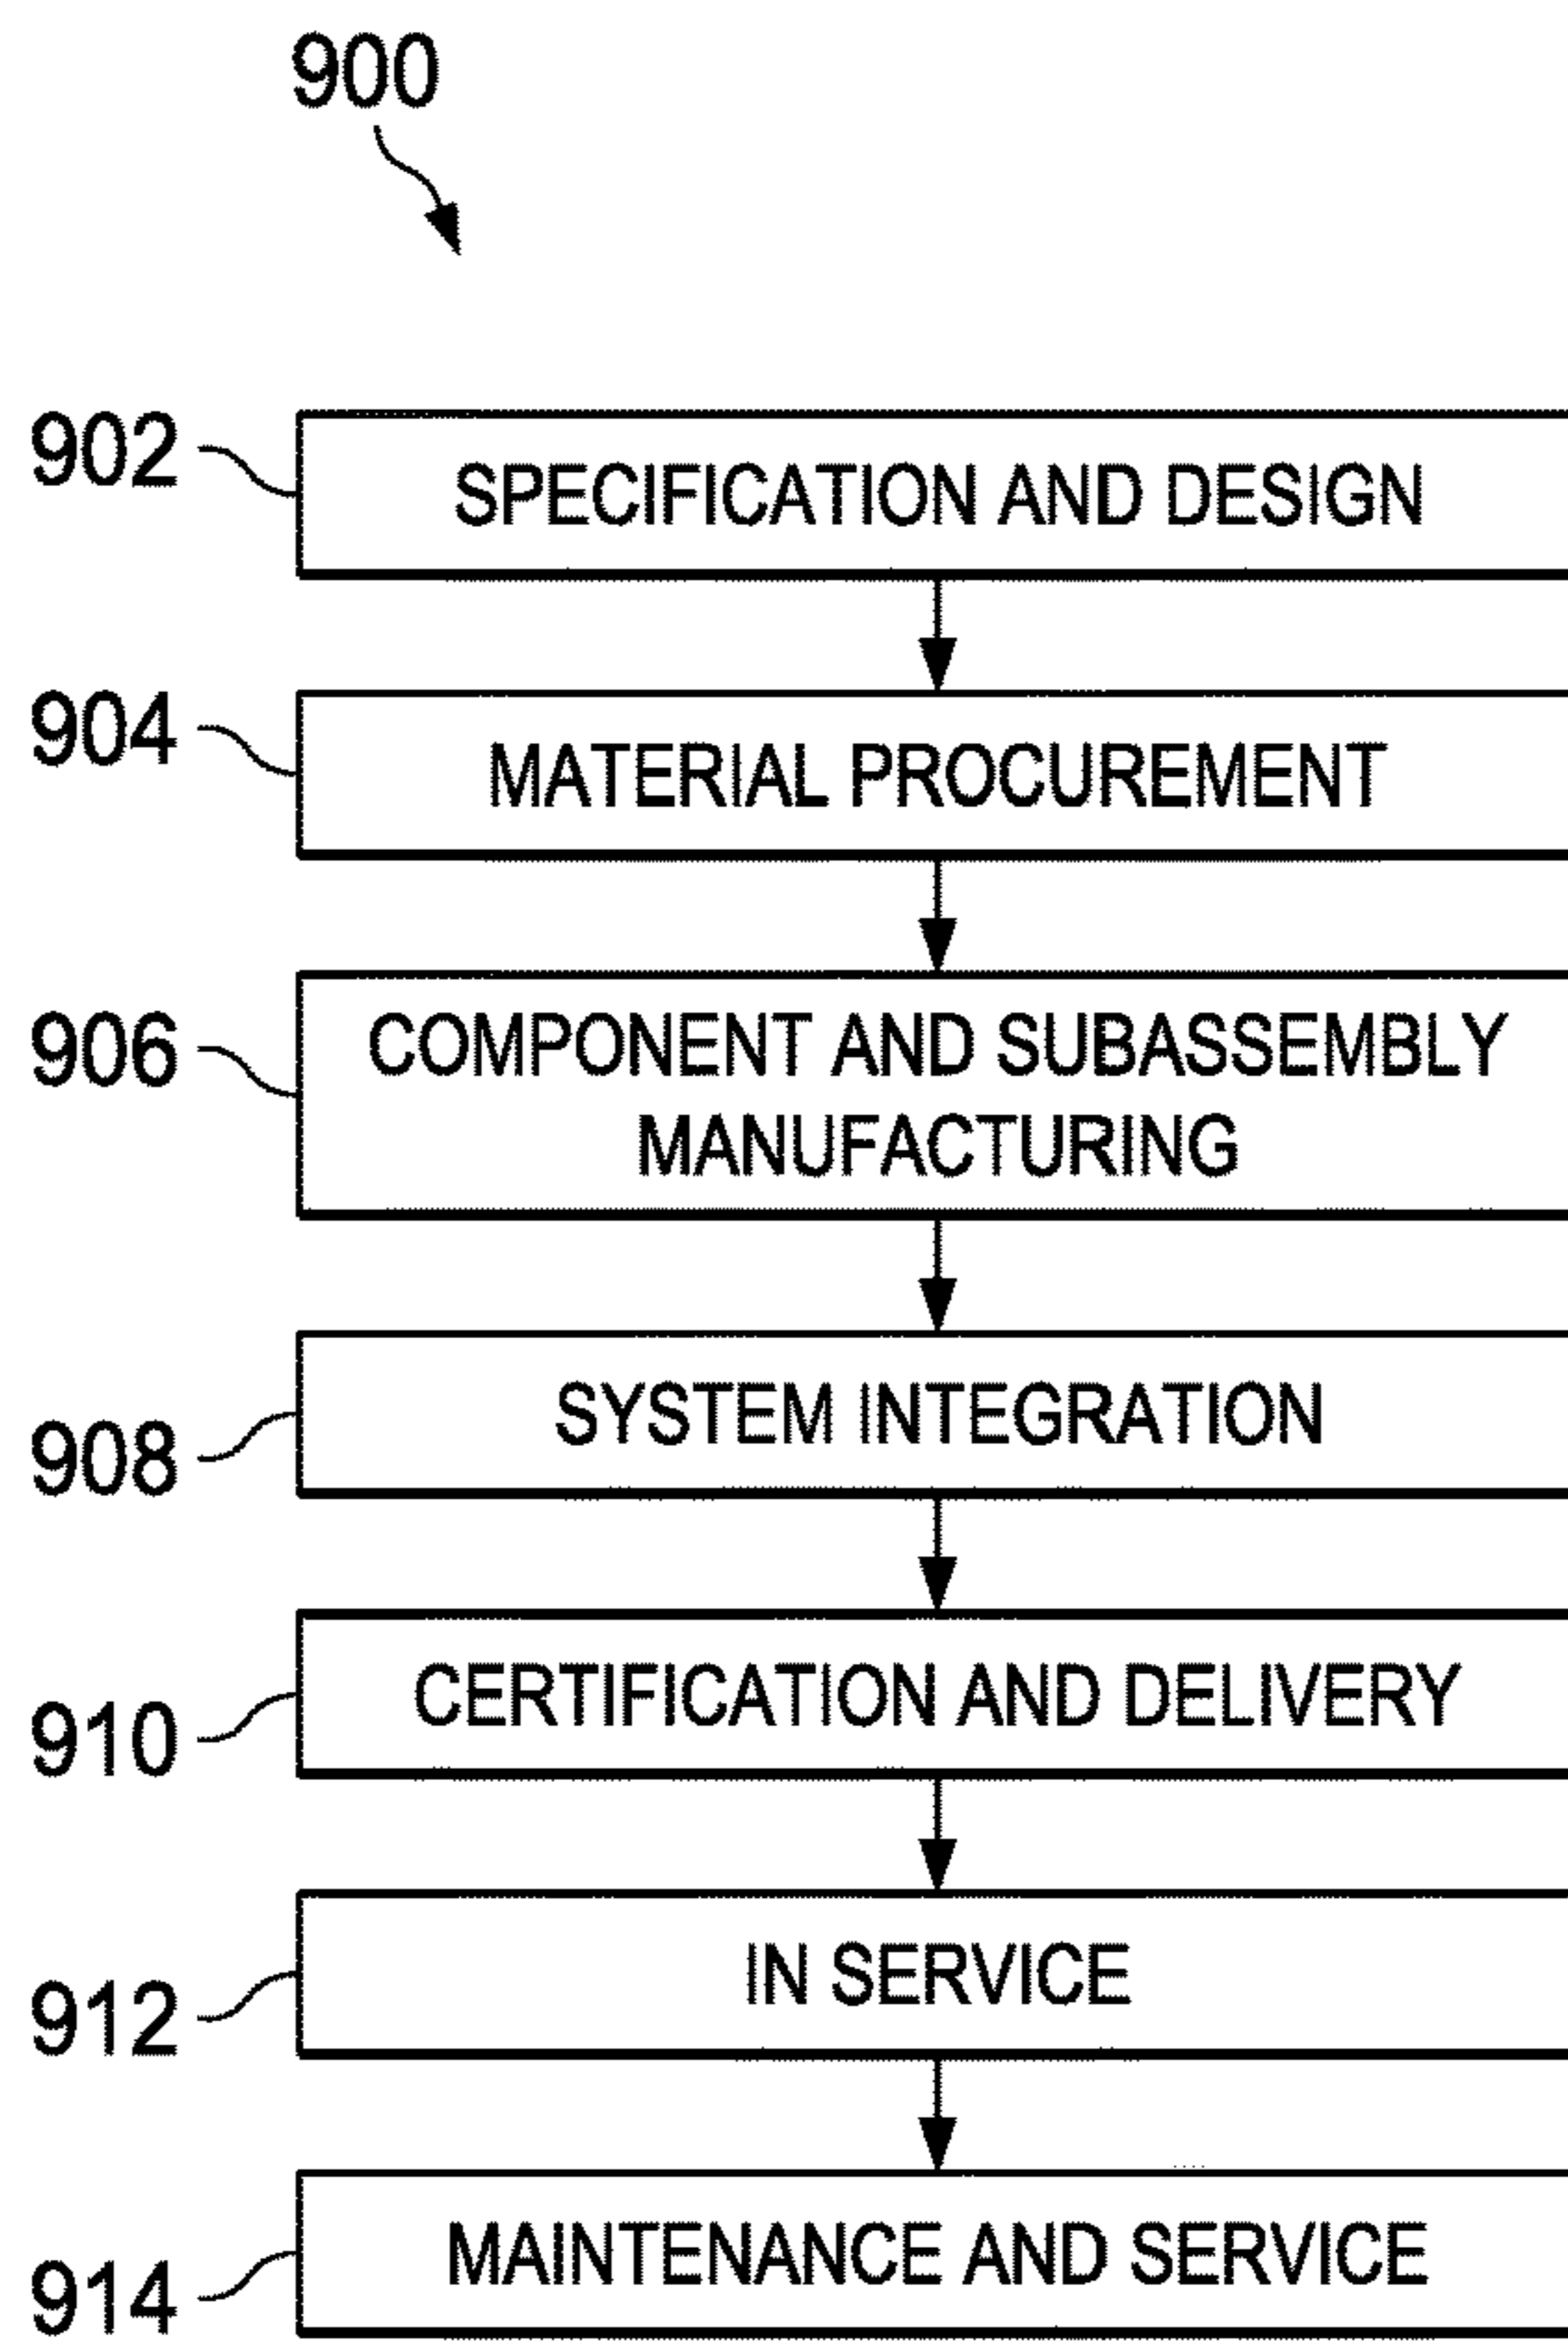 900
902
SPECIFICATION AND DESIGN
904
MATERIAL PROCUREMENT
906
COMPONENT AND SUBASSEMBLY
MANUFACTURING
908
SYSTEM INTEGRATION
910
CERTIFICATION AND DELIVERY
912
IN SERVICE
914
MAINTENANCE AND SERVICE